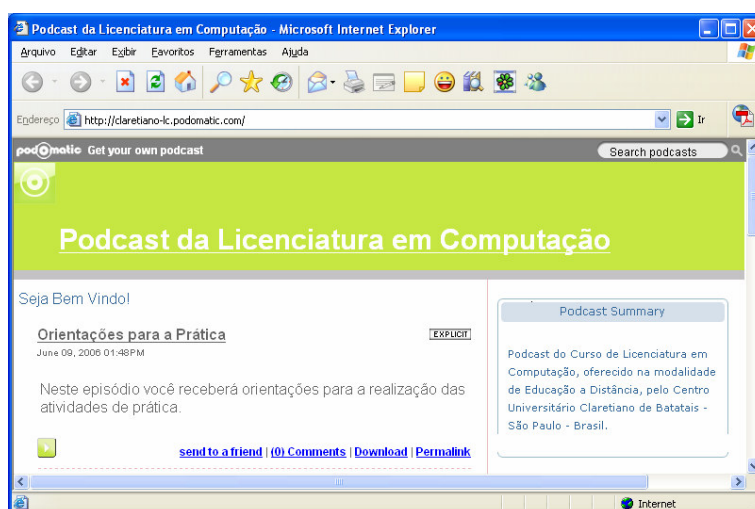 Podcast da Licenciatura em Computação - Microsoft Internet Explorer
Arquivo Editar Exibir Favoritos Ferramentas Ajuda
Endereço http://claretiano-lc.podomatic.com/ Ir
podomatic Get your own podcast Search podcasts
Podcast da Licenciatura em Computação
Seja Bem Vindo!
Orientações para a Prática EXPLICIT
June 09, 2006 01:48PM
Neste episódio você receberá orientações para a realização das
atividades de prática.
send to a friend | (0) Comments | Download | Permalink
Podcast Summary
Podcast do Curso de Licenciatura em
Computação, oferecido na modalidade
de Educação a Distância, pelo Centro
Universitário Claretiano de Batatais -
São Paulo - Brasil.
Internet